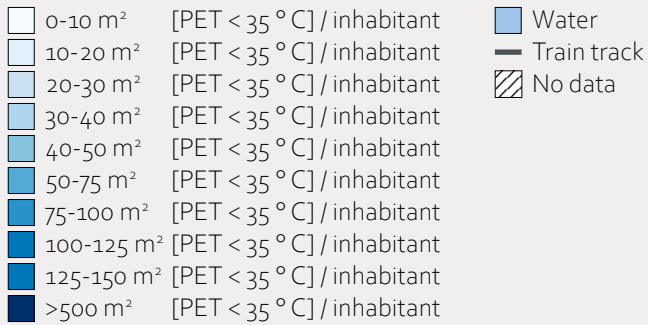 0-10 m² [PET < 35 ° C] / inhabitant
10-20 m² [PET < 35 ° C] / inhabitant
20-30 m² [PET < 35 ° C] / inhabitant
30-40 m² [PET < 35 ° C] / inhabitant
40-50 m² [PET < 35 ° C] / inhabitant
50-75 m² [PET < 35 ° C] / inhabitant
75-100 m² [PET < 35 ° C] / inhabitant
100-125 m² [PET < 35 ° C] / inhabitant
125-150 m² [PET < 35 ° C] / inhabitant
>500 m² [PET < 35 ° C] / inhabitant
Water
Train track
No data